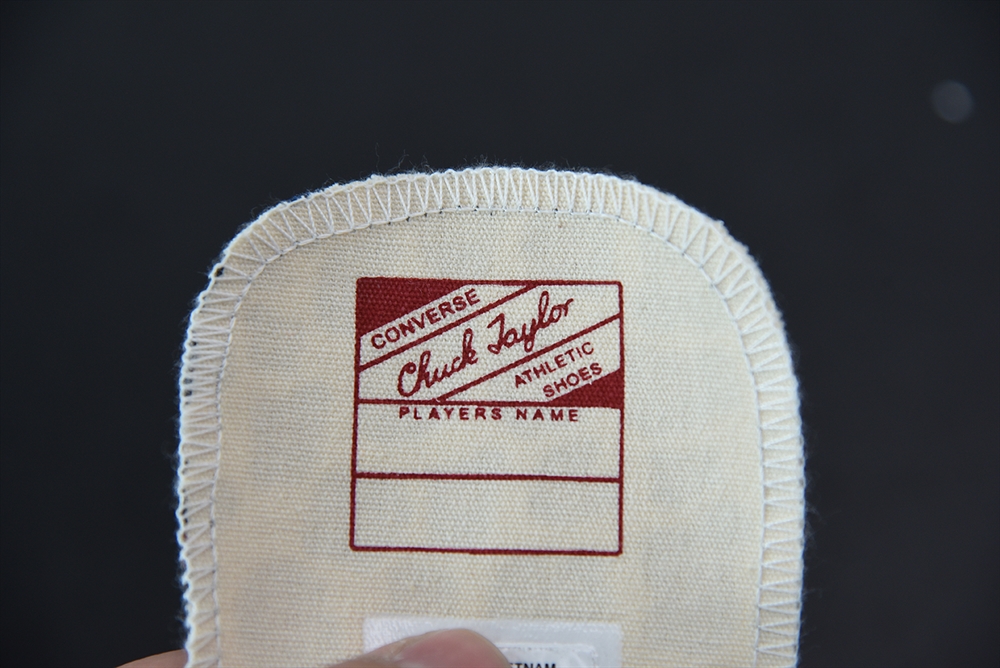 CONVERSE
Chuck Taylor
ATHLETIC
SHOES
PLAYERS NAME